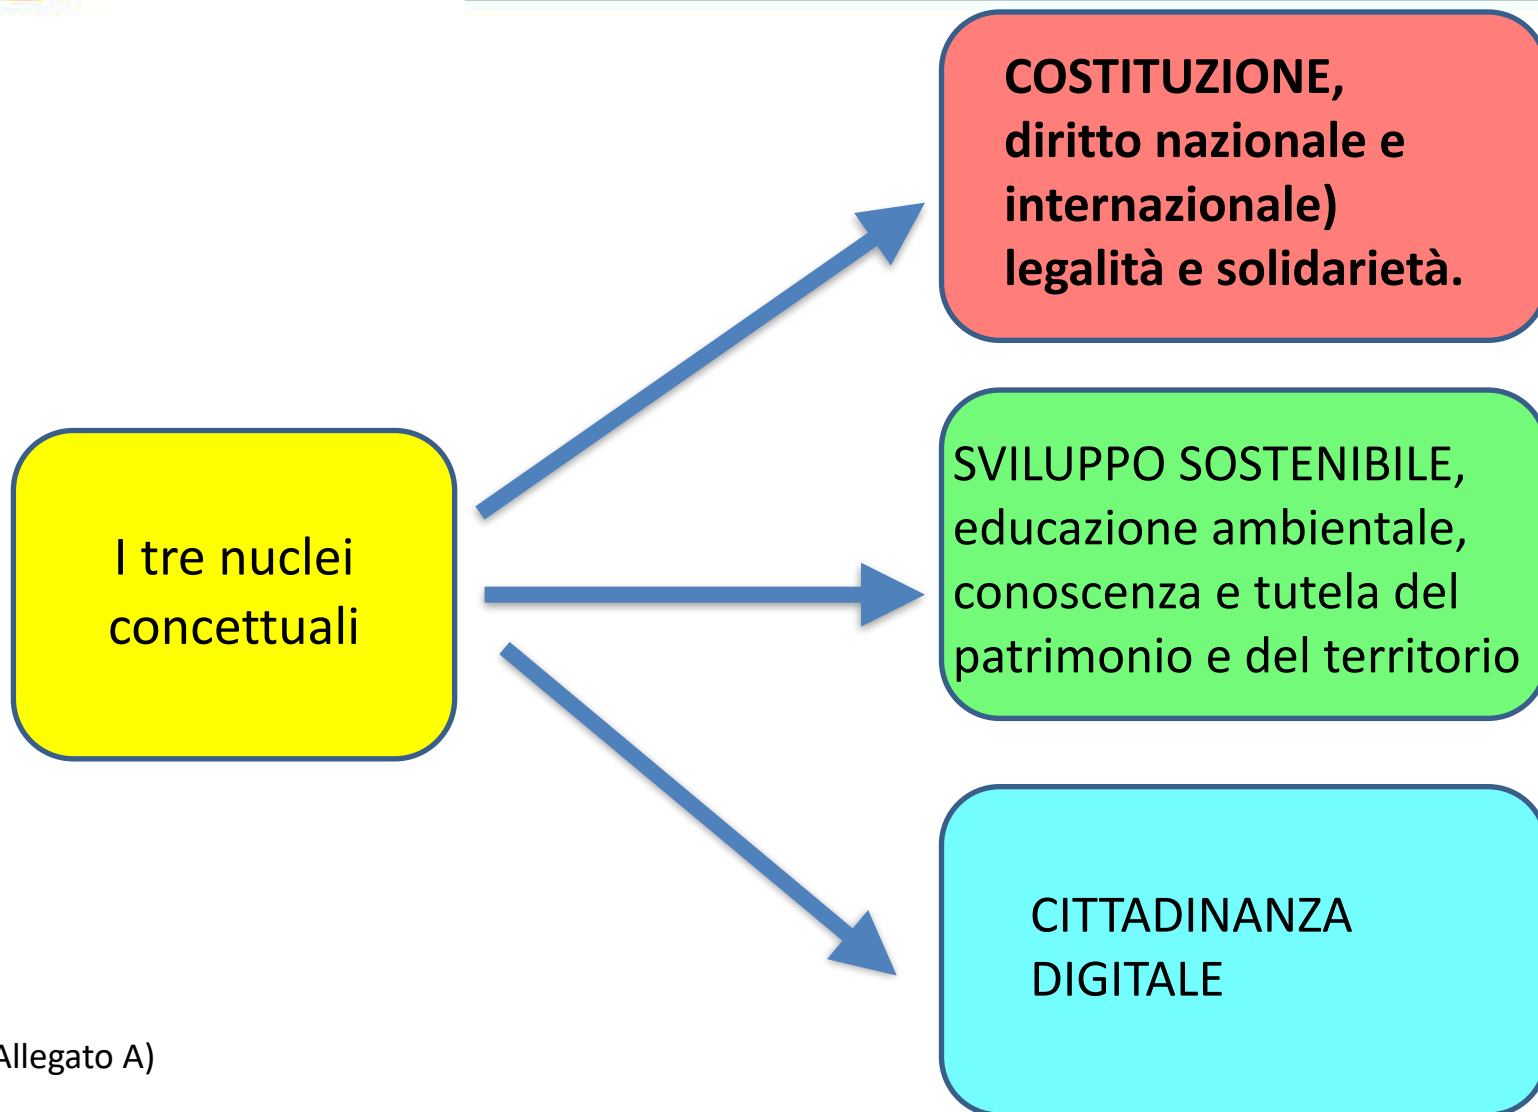 COSTITUZIONE,
diritto nazionale e
internazionale)
legalità e solidarietà.
I tre nuclei
concettuali
SVILUPPO SOSTENIBILE,
educazione ambientale,
conoscenza e tutela del
patrimonio e del territorio
CITTADINANZA
DIGITALE
Allegato A)